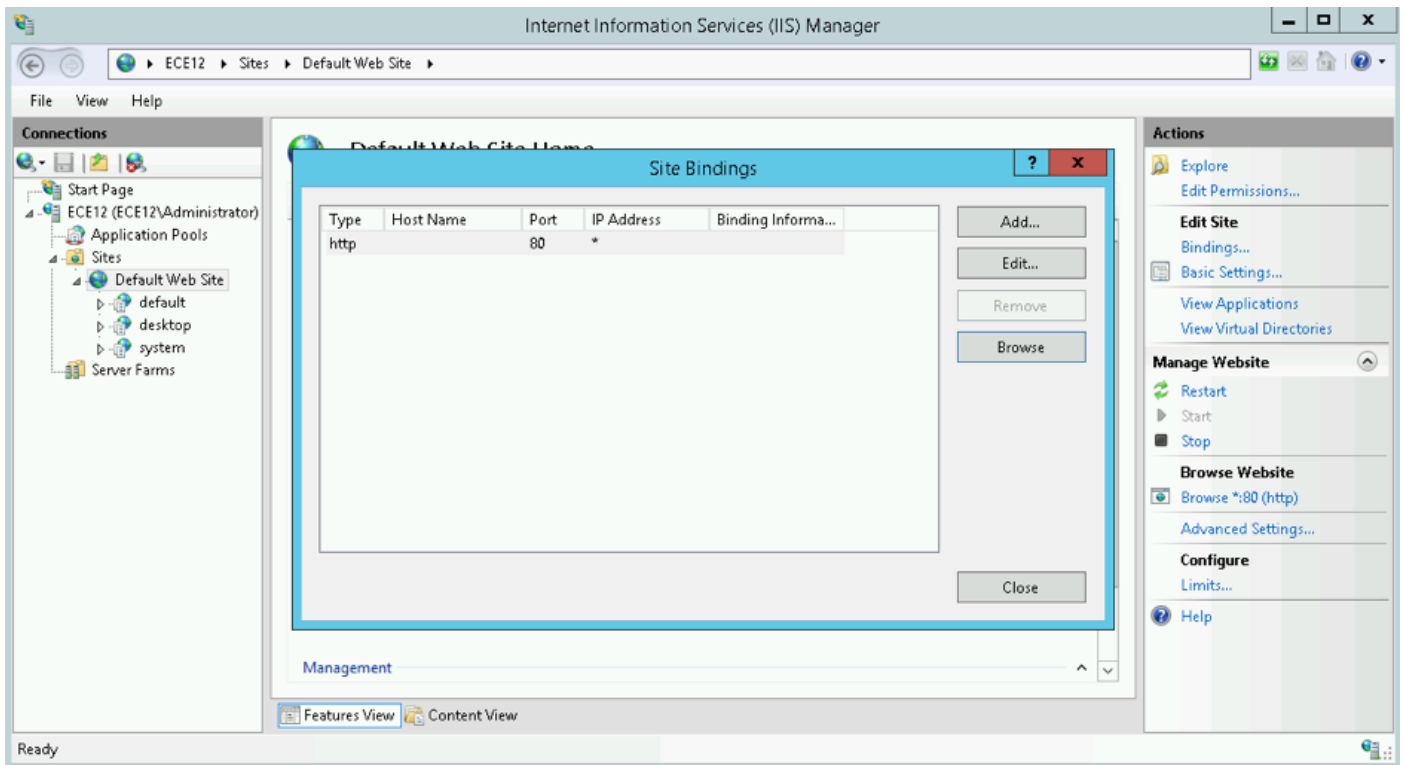 Internet Information Services (IIS) Manager
ECE12 Sites Default Web Site
File View Help
Connections
Start Page
ECE12 (ECE12\Administrator)
Application Pools
Sites
Default Web Site
default
desktop
system
Server Farms
Default Web Site Home
Site Bindings
? x
Type Host Name Port IP Address Binding Informa...
http 80 *
Add...
Edit...
Remove
Browse
Close
Management
Features View Content View
Actions
Explore
Edit Permissions...
Edit Site
Bindings...
Basic Settings...
View Applications
View Virtual Directories
Manage Website
Restart
Start
Stop
Browse Website
Browse *:80 (http)
Advanced Settings...
Configure
Limits...
Help
Ready